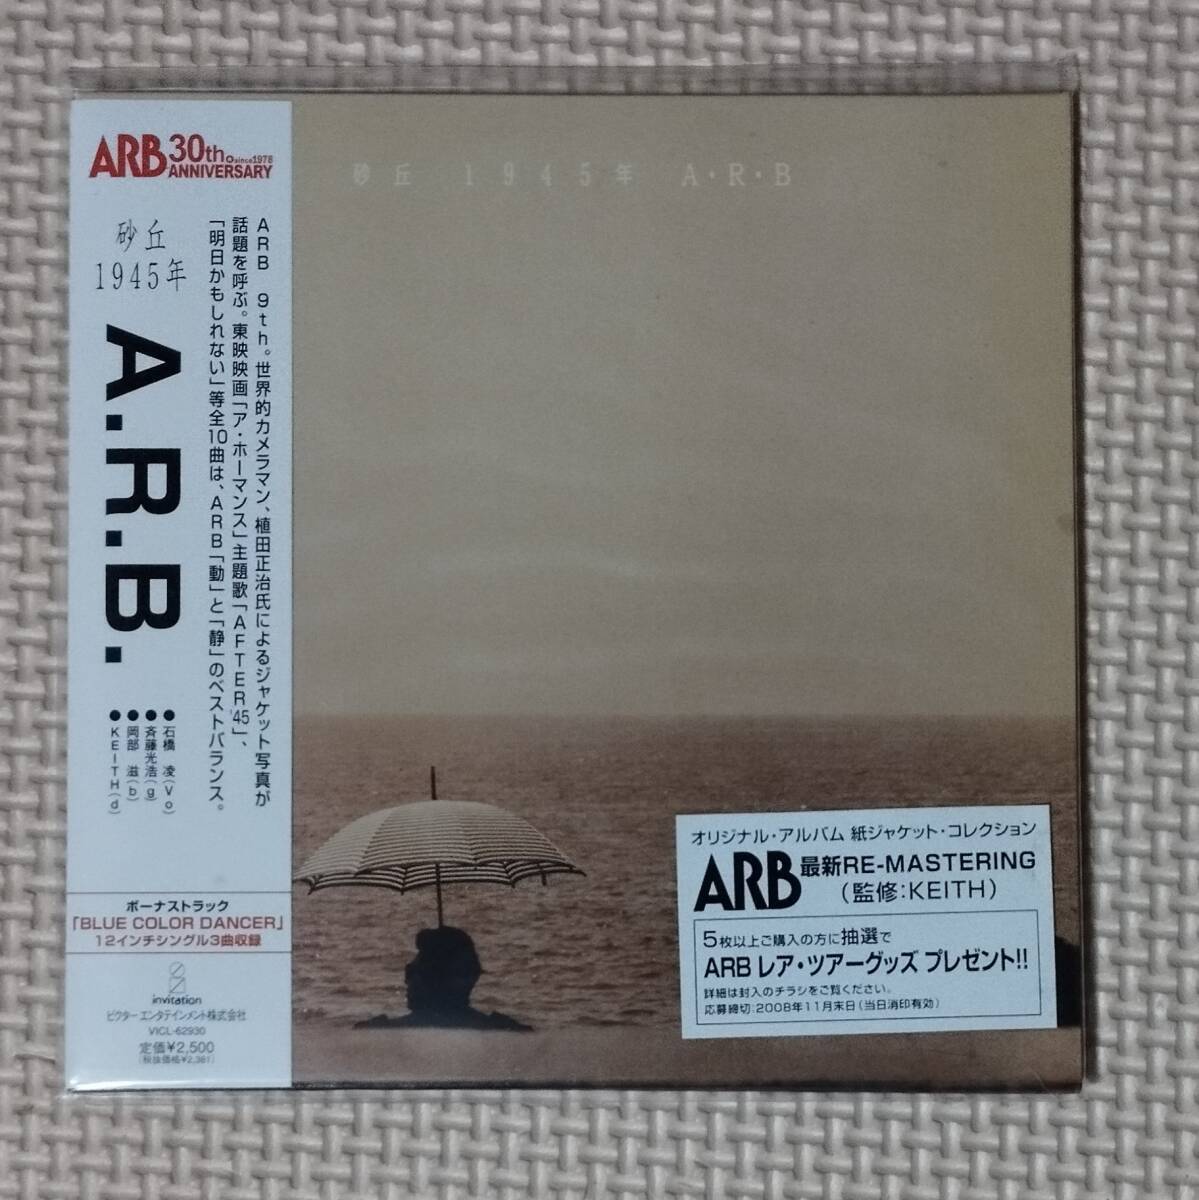 ARB 30th since1978
ANNIVERSARY
砂丘
1945年
A.R.B.
ARB 9th。世界的カメラマン、植田正治氏によるジャケット写真が
話題を呼ぶ。東映映画「ア・ホーマンス」主題歌「AFTER '45」、
「明日かもしれない」等全10曲は、ARB「動」と「静」のベストバランス。
●石橋 凌(Vo)
●斉藤光浩(g)
●岡部 滋(b)
●KEITH(d)
ボーナストラック
「BLUE COLOR DANCER」
12インチシングル3曲収録
invitation
ビクターエンタテインメント株式会社
VICL-62930
定価¥2,500
(税抜価格¥2,381)
砂丘 1945年 A・R・B
オリジナル・アルバム 紙ジャケット・コレクション
ARB 最新RE-MASTERING
(監修:KEITH)
5枚以上ご購入の方に抽選で
ARB レア・ツアーグッズ プレゼント!!
詳細は封入のチラシをご覧ください。
応募締切:2008年11月末日(当日消印有効)